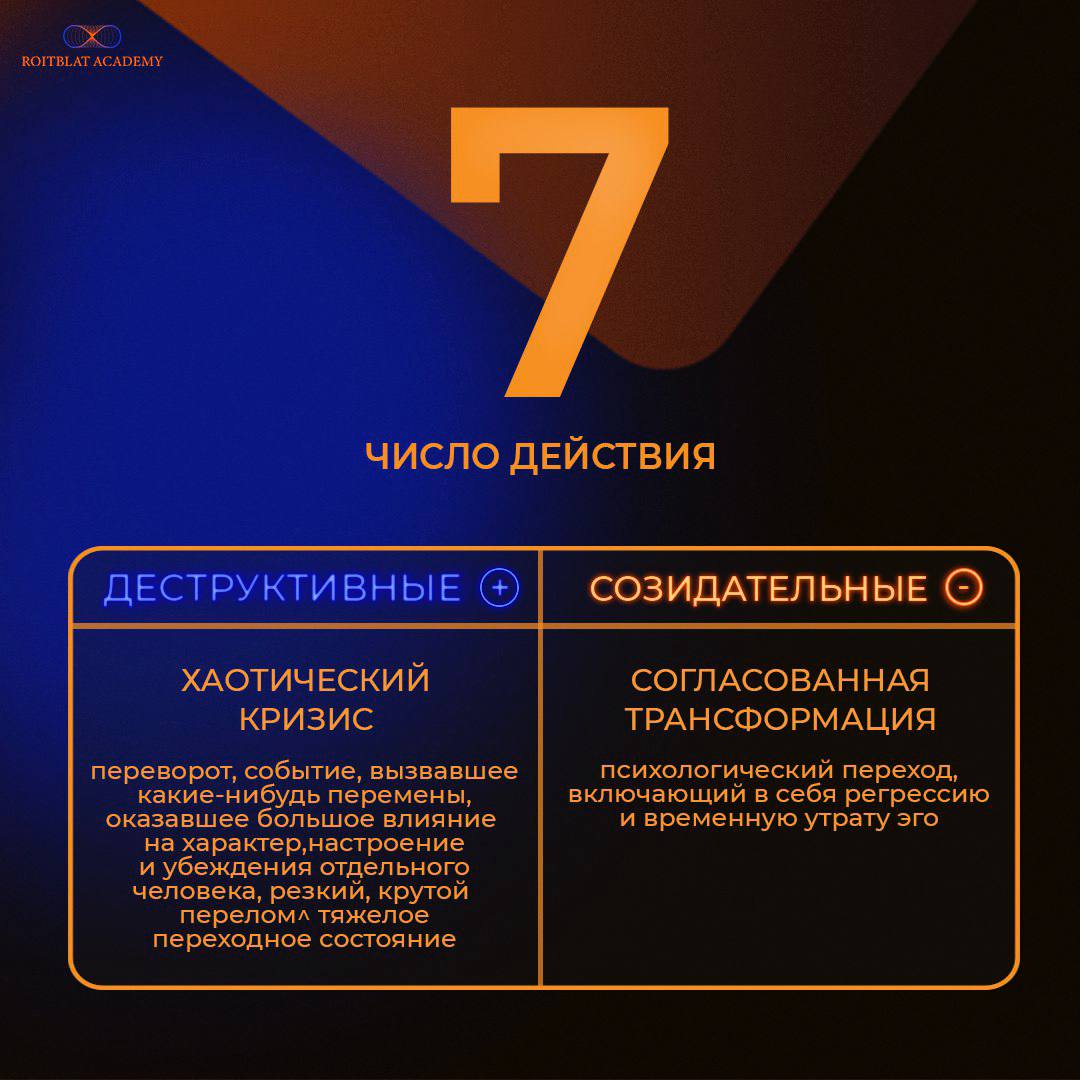 ROITBLAT ACADEMY
7
ЧИСЛО ДЕЙСТВИЯ
ДЕСТРУКТИВНЫЕ +
СОЗИДАТЕЛЬНЫЕ -
ХАОТИЧЕСКИЙ
КРИЗИС
переворот, событие, вызвавшее
какие-нибудь перемены,
оказавшее большое влияние
на характер,настроение
и убеждения отдельного
человека, резкий, крутой
перелом^ тяжелое
переходное состояние
СОГЛАСОВАННАЯ
ТРАНСФОРМАЦИЯ
психологический переход,
включающий в себя регрессию
и временную утрату эго